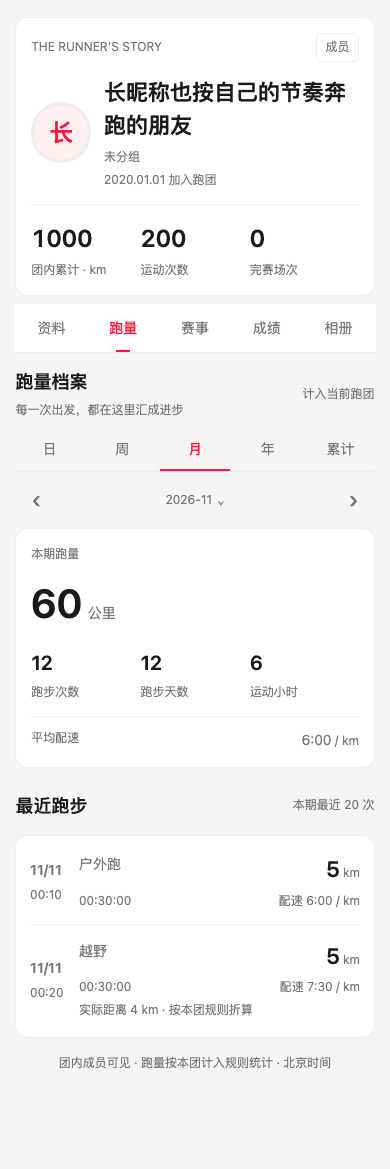 THE RUNNER'S STORY
成员
长
长昵称也按自己的节奏奔
跑的朋友
未分组
2020.01.01 加入跑团
1000
200
0
团内累计 · km
运动次数
完赛场次
资料
跑量
赛事
成绩
相册
跑量档案
每一次出发，都在这里汇成进步
计入当前跑团
日
周
月
年
累计
‹
2026-11 ⌄
›
本期跑量
60 公里
12
12
6
跑步次数
跑步天数
运动小时
平均配速
6:00 / km
最近跑步
本期最近 20 次
11/11
00:10
户外跑
00:30:00
5 km
配速 6:00 / km
11/11
00:20
越野
00:30:00
实际距离 4 km · 按本团规则折算
5 km
配速 7:30 / km
团内成员可见 · 跑量按本团计入规则统计 · 北京时间